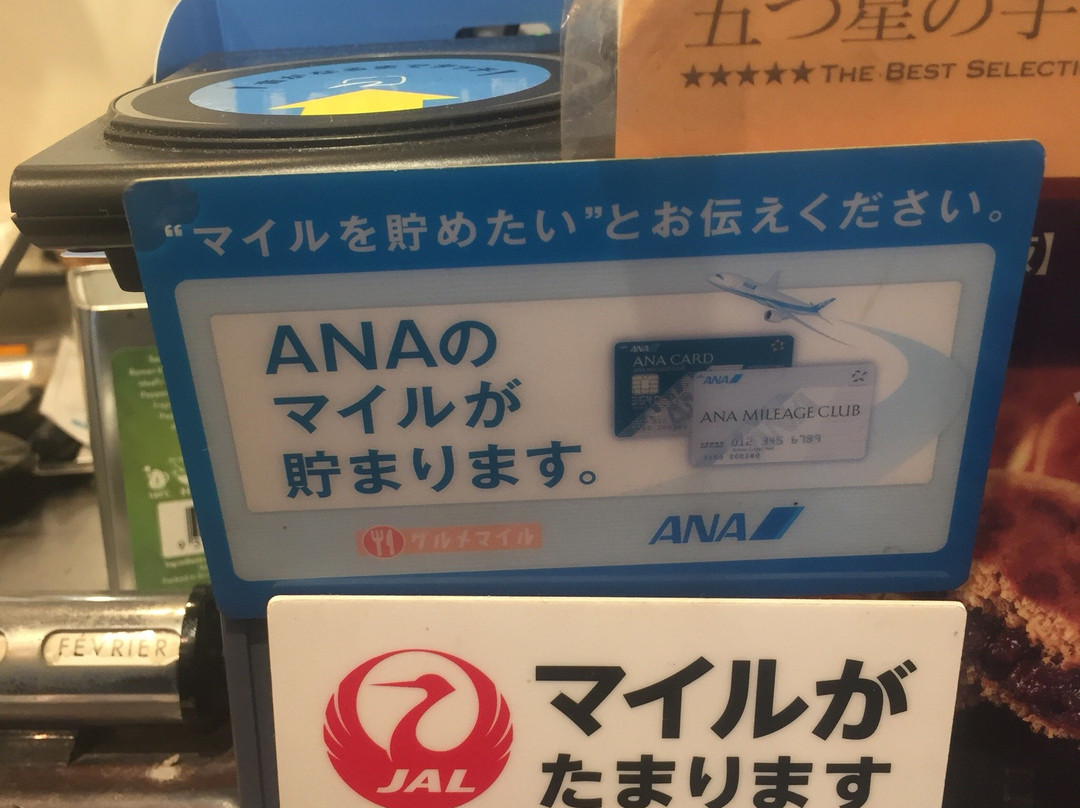 五つ星の手
★★★★★THE BEST SELECTI
“マイルを貯めたい”とお伝えください。
ANAの
マイルが
貯まります。
ANA
ANA CARD
ANA
ANA MILEAGE CLUB
012 345 6789
グルメマイル
ANA
FÉVRIER
JAL
マイルが
たまります